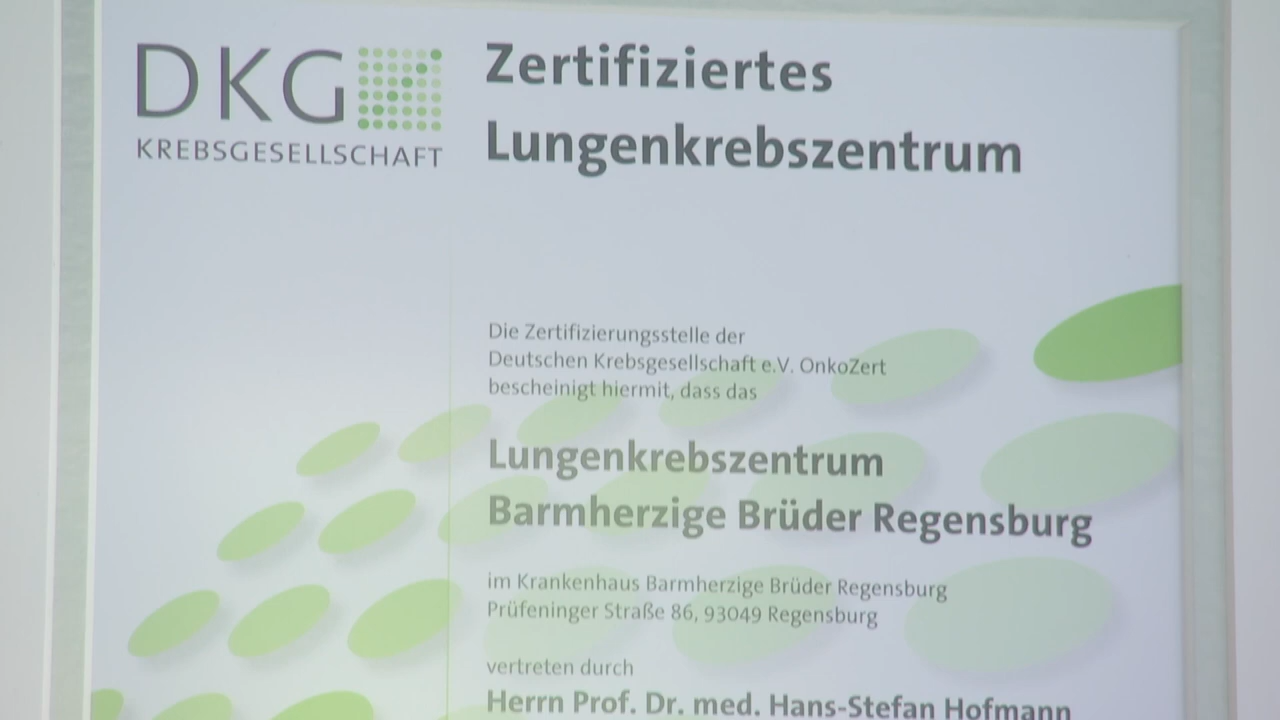 DKG
KREBSGESELLSCHAFT
Zertifiziertes
Lungenkrebszentrum
Die Zertifizierungsstelle der
Deutschen Krebsgesellschaft e.V. OnkoZert
bescheinigt hiermit, dass das
Lungenkrebszentrum
Barmherzige Brüder Regensburg
im Krankenhaus Barmherzige Brüder Regensburg
Prüfeninger Straße 86, 93049 Regensburg
vertreten durch
Herrn Prof. Dr. med. Hans-Stefan Hofmann